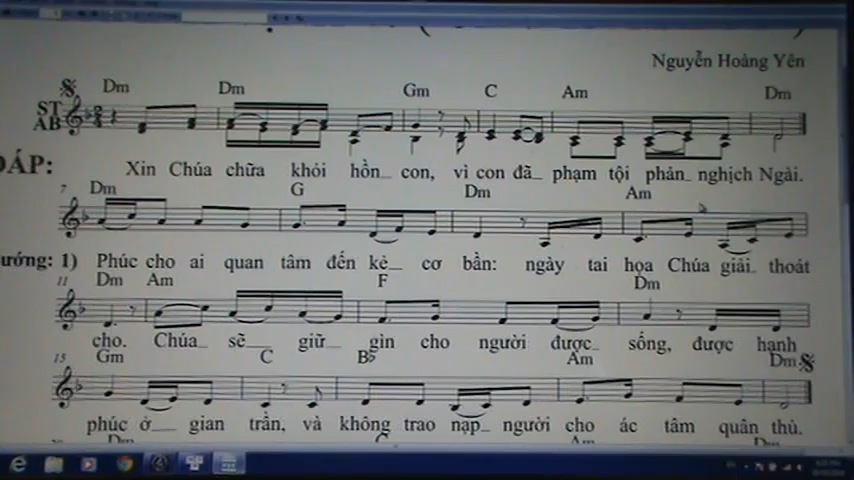 Nguyễn Hoàng Yên
Dm Dm Gm C Am Dm
ST
AB
ĐÁP: Xin Chúa chữa khỏi hồn con, vì con đã phạm tội phản nghịch Ngài.
7 Dm G Dm Am
ướng: 1) Phúc cho ai quan tâm đến kẻ cơ bần: ngày tai họa Chúa giải thoát
11 Dm Am F Dm
cho. Chúa sẽ giữ gìn cho người được sống, được hạnh
15 Gm C B♭ Am Dm
phúc ở gian trần, và không trao nạp người cho ác tâm quân thù.
Dm C Am Dm